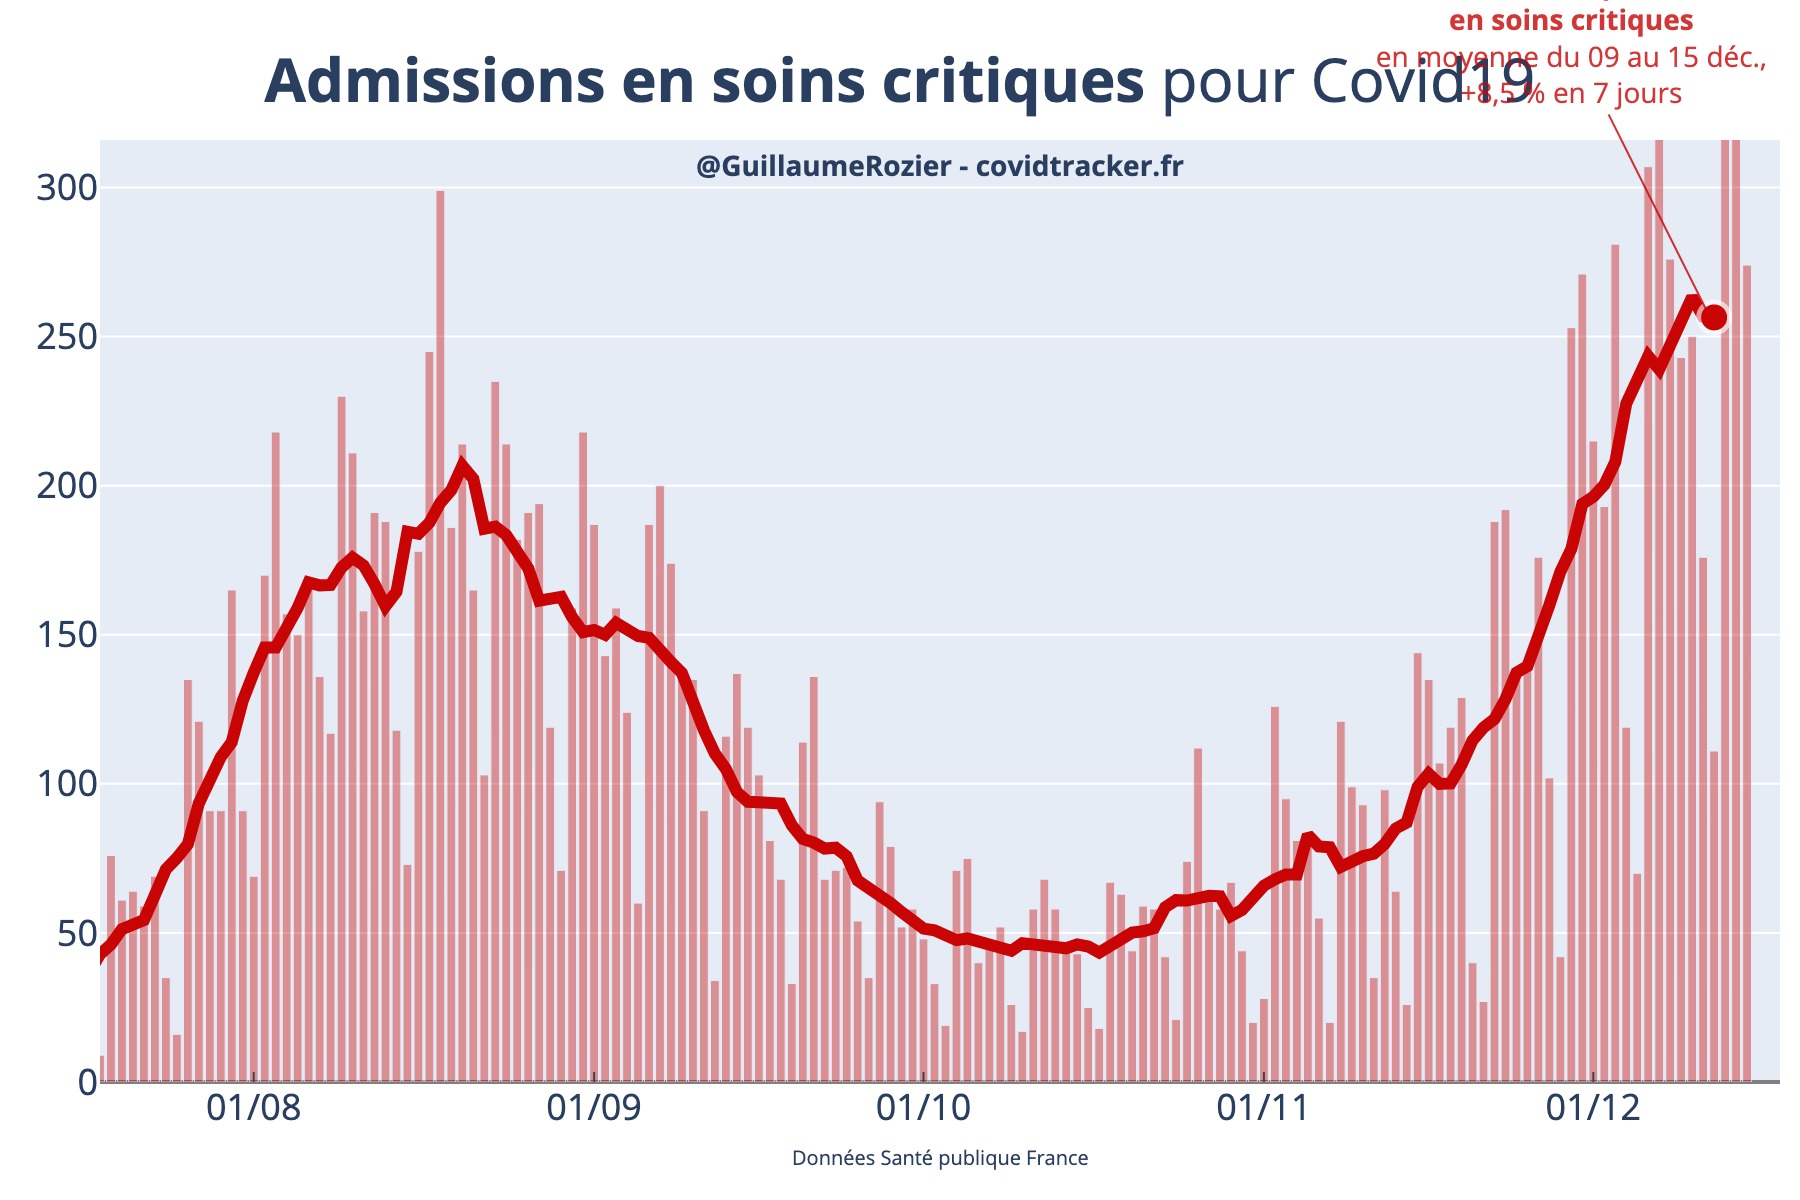 en soins critiques
en moyenne du 09 au 15 déc.,
+8,5 % en 7 jours
Admissions en soins critiques pour Covid19
@GuillaumeRozier - covidtracker.fr
300
250
200
150
100
50
0
01/08 01/09 01/10 01/11 01/12
Données Santé publique France